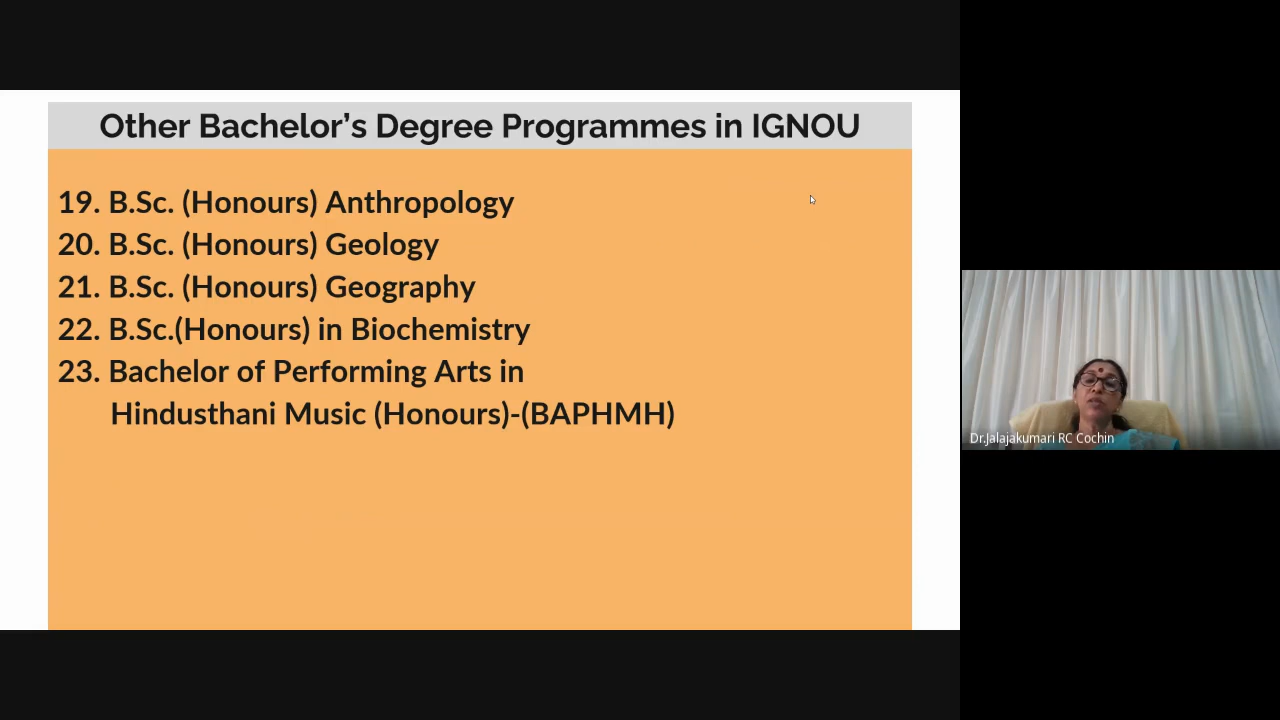 Other Bachelor’s Degree Programmes in IGNOU
19. B.Sc. (Honours) Anthropology
20. B.Sc. (Honours) Geology
21. B.Sc. (Honours) Geography
22. B.Sc.(Honours) in Biochemistry
23. Bachelor of Performing Arts in
Hindusthani Music (Honours)-(BAPHMH)
Dr.Jalajakumari RC Cochin